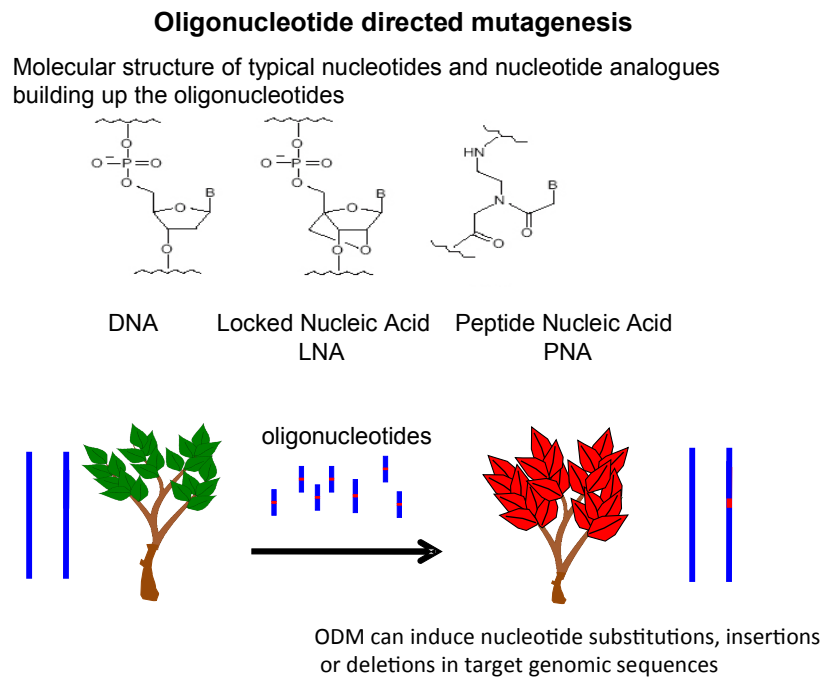 Oligonucleotide directed mutagenesis
Molecular structure of typical nucleotides and nucleotide analogues
building up the oligonucleotides
O
O⁻ P O
O
B
O
O
O
O⁻ P O
O
B
O
O
O
HN
N
B
O
O
DNA
Locked Nucleic Acid
LNA
Peptide Nucleic Acid
PNA
oligonucleotides
ODM can induce nucleotide substitutions, insertions
or deletions in target genomic sequences